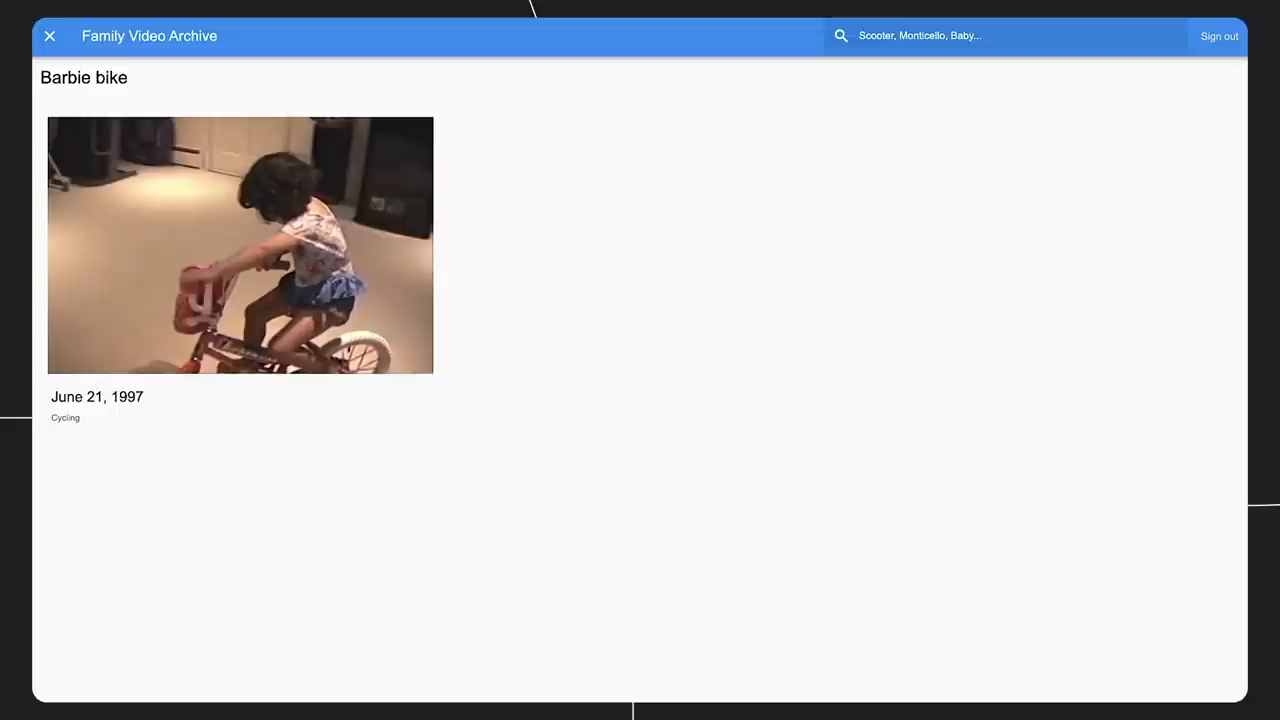 Family Video Archive
Scooter, Monticello, Baby...
Sign out
Barbie bike
June 21, 1997
Cycling